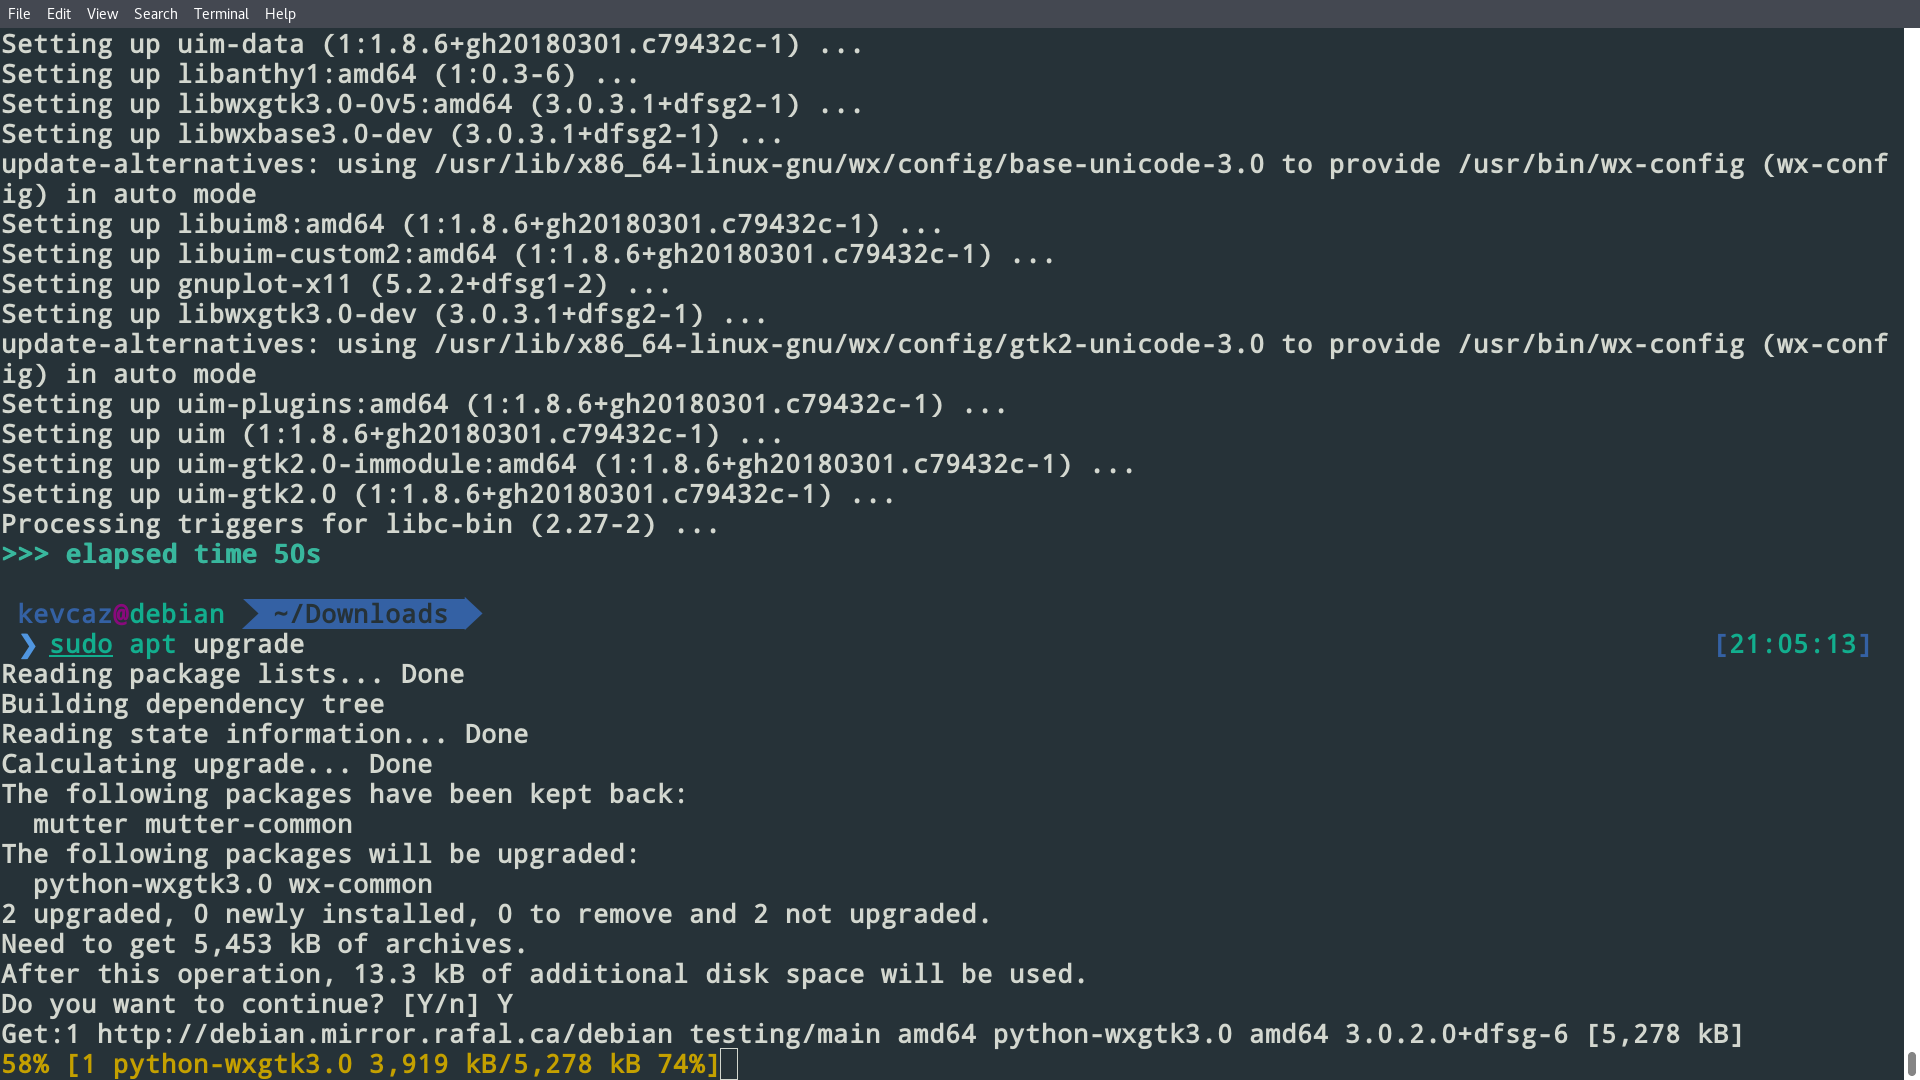 File Edit View Search Terminal Help
Setting up uim-data (1:1.8.6+gh20180301.c79432c-1) ...
Setting up libanthy1:amd64 (1:0.3-6) ...
Setting up libwxgtk3.0-0v5:amd64 (3.0.3.1+dfsg2-1) ...
Setting up libwxbase3.0-dev (3.0.3.1+dfsg2-1) ...
update-alternatives: using /usr/lib/x86_64-linux-gnu/wx/config/base-unicode-3.0 to provide /usr/bin/wx-config (wx-conf
ig) in auto mode
Setting up libuim8:amd64 (1:1.8.6+gh20180301.c79432c-1) ...
Setting up libuim-custom2:amd64 (1:1.8.6+gh20180301.c79432c-1) ...
Setting up gnuplot-x11 (5.2.2+dfsg1-2) ...
Setting up libwxgtk3.0-dev (3.0.3.1+dfsg2-1) ...
update-alternatives: using /usr/lib/x86_64-linux-gnu/wx/config/gtk2-unicode-3.0 to provide /usr/bin/wx-config (wx-conf
ig) in auto mode
Setting up uim-plugins:amd64 (1:1.8.6+gh20180301.c79432c-1) ...
Setting up uim (1:1.8.6+gh20180301.c79432c-1) ...
Setting up uim-gtk2.0-immodule:amd64 (1:1.8.6+gh20180301.c79432c-1) ...
Setting up uim-gtk2.0 (1:1.8.6+gh20180301.c79432c-1) ...
Processing triggers for libc-bin (2.27-2) ...
>>> elapsed time 50s
kevcaz@debian ~/Downloads
❯ sudo apt upgrade [21:05:13]
Reading package lists... Done
Building dependency tree
Reading state information... Done
Calculating upgrade... Done
The following packages have been kept back:
mutter mutter-common
The following packages will be upgraded:
python-wxgtk3.0 wx-common
2 upgraded, 0 newly installed, 0 to remove and 2 not upgraded.
Need to get 5,453 kB of archives.
After this operation, 13.3 kB of additional disk space will be used.
Do you want to continue? [Y/n] Y
Get:1 http://debian.mirror.rafal.ca/debian testing/main amd64 python-wxgtk3.0 amd64 3.0.2.0+dfsg-6 [5,278 kB]
58% [1 python-wxgtk3.0 3,919 kB/5,278 kB 74%]